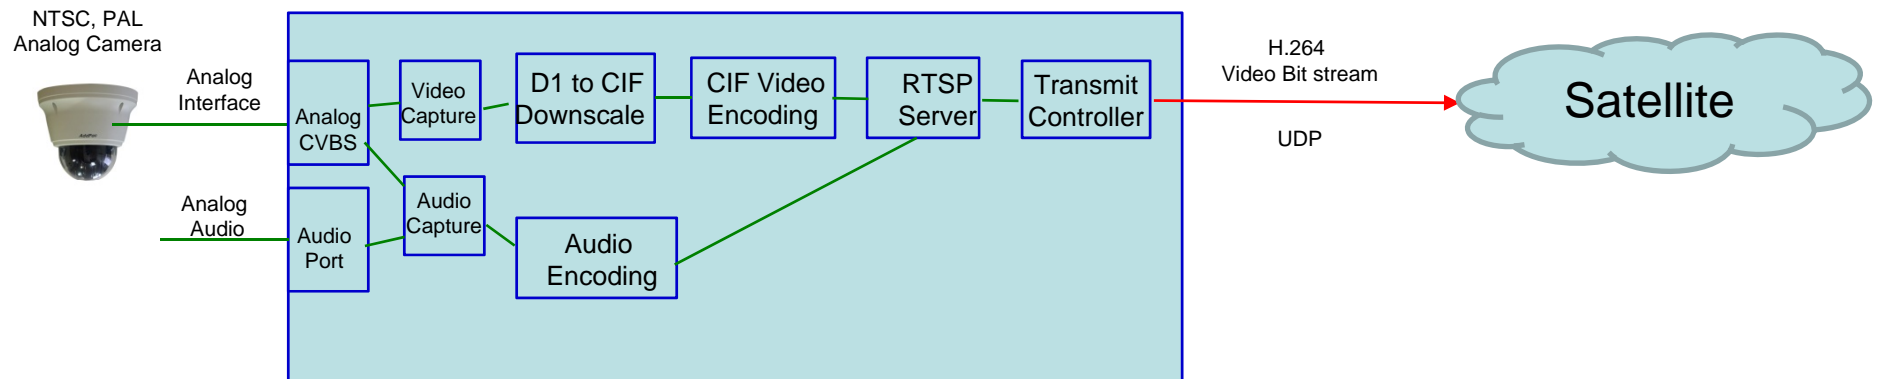 NTSC, PAL
Analog Camera
Analog
Interface
Analog
Audio
Analog
CVBS
Audio
Port
Video
Capture
Audio
Capture
D1 to CIF
Downscale
Audio
Encoding
CIF Video
Encoding
RTSP
Server
Transmit
Controller
H.264
Video Bit stream
UDP
Satellite